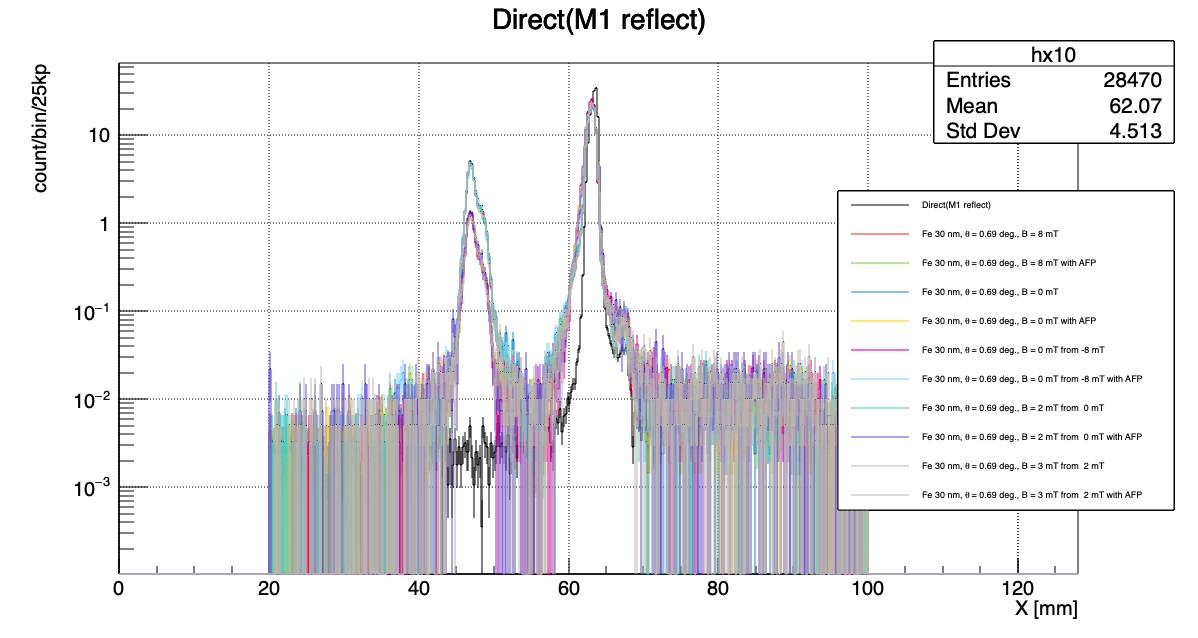 Direct(M1 reflect)
hx10
Entries 28470
Mean 62.07
Std Dev 4.513
count/bin/25kp
10
1
10−1
10−2
10−3
Direct(M1 reflect)
Fe 30 nm, θ = 0.69 deg., B = 8 mT
Fe 30 nm, θ = 0.69 deg., B = 8 mT with AFP
Fe 30 nm, θ = 0.69 deg., B = 0 mT
Fe 30 nm, θ = 0.69 deg., B = 0 mT with AFP
Fe 30 nm, θ = 0.69 deg., B = 0 mT from -8 mT
Fe 30 nm, θ = 0.69 deg., B = 0 mT from -8 mT with AFP
Fe 30 nm, θ = 0.69 deg., B = 2 mT from 0 mT
Fe 30 nm, θ = 0.69 deg., B = 2 mT from 0 mT with AFP
Fe 30 nm, θ = 0.69 deg., B = 3 mT from 2 mT
Fe 30 nm, θ = 0.69 deg., B = 3 mT from 2 mT with AFP
0 20 40 60 80 100 120
X [mm]